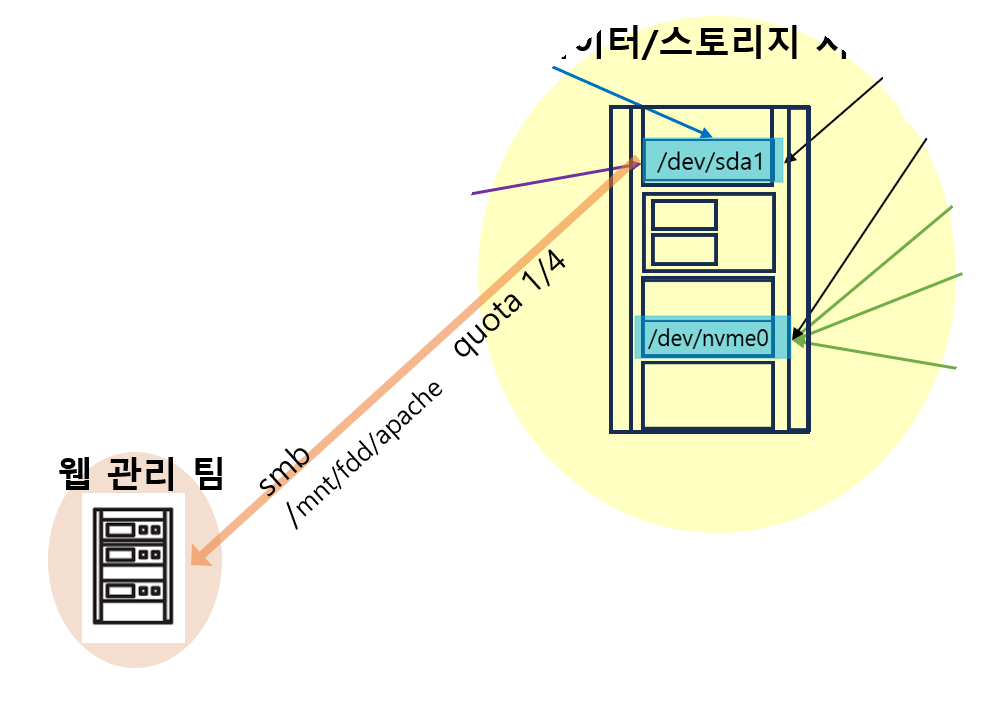 이터/스토리지
/dev/sda1
quota 1/4
/dev/nvme0
smb
/mnt/fdd/apache
웹 관리 팀